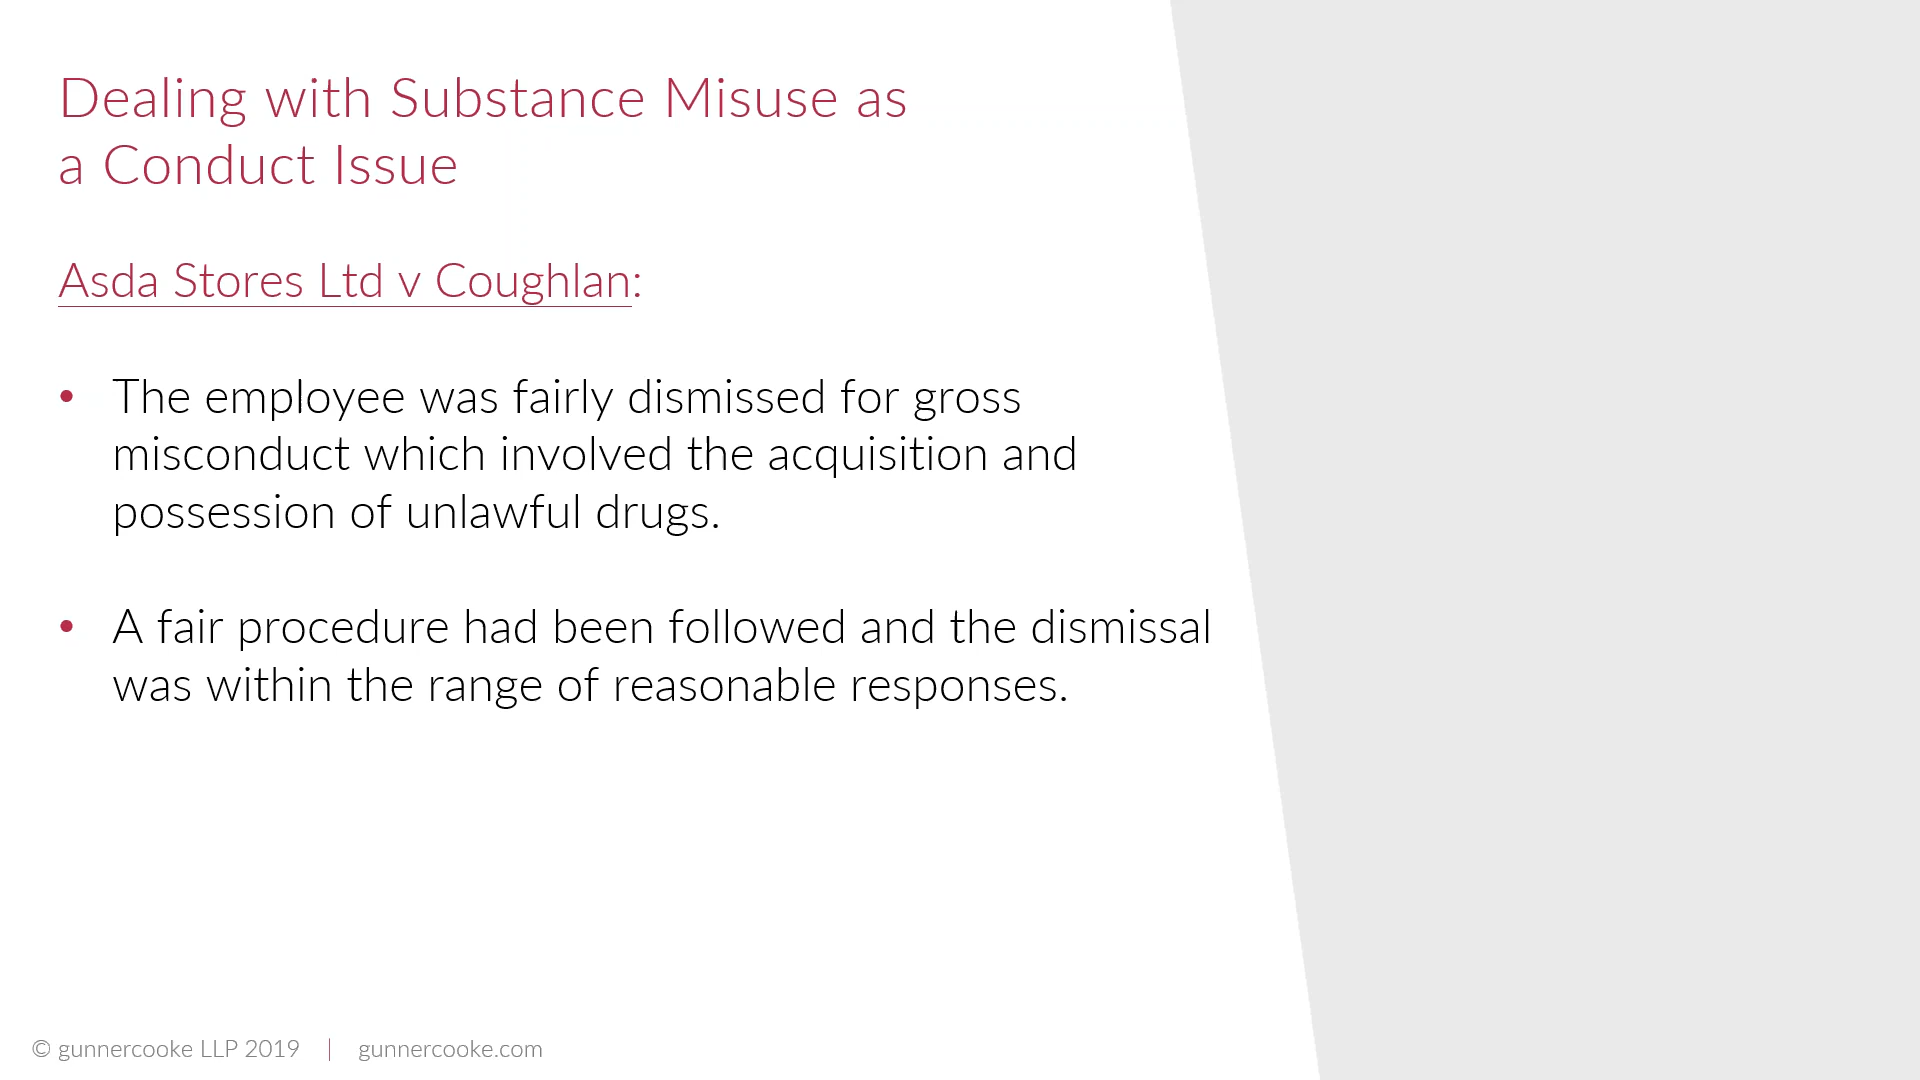 Dealing with Substance Misuse as
a Conduct Issue
Asda Stores Ltd v Coughlan:
• The employee was fairly dismissed for gross
misconduct which involved the acquisition and
possession of unlawful drugs.
• A fair procedure had been followed and the dismissal
was within the range of reasonable responses.
© gunnercooke LLP 2019 | gunnercooke.com